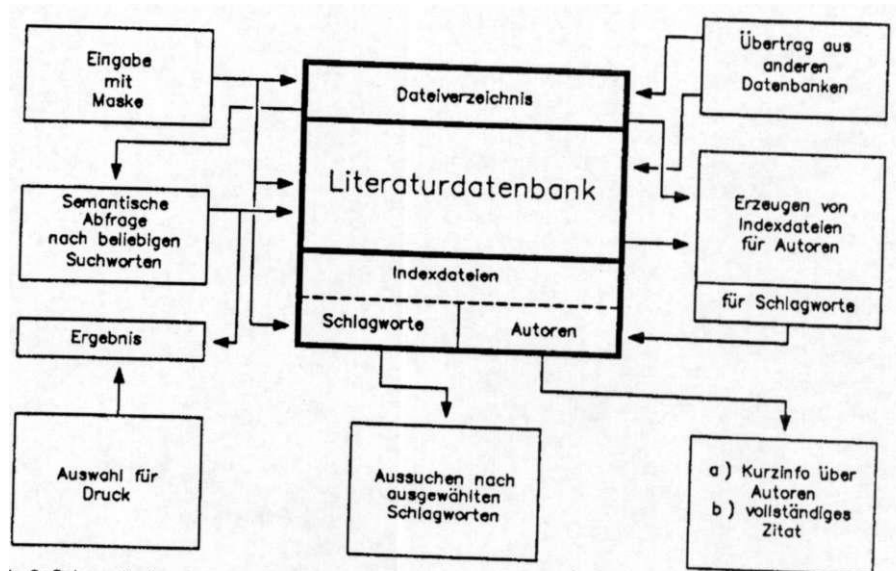 Eingabe
mit
Maske
Dateiverzeichnis
Literaturdatenbank
Indexdateien
Schlagworte
Autoren
Übertrag aus
anderen
Datenbanken
Semantische
Abfrage
nach beliebigen
Suchworten
Erzeugen von
Indexdateien
für Autoren
für Schlagworte
Ergebnis
Auswahl für
Druck
Aussuchen nach
ausgewählten
Schlagworten
a) Kurzinfo über
Autoren
b) vollständiges
Zitat